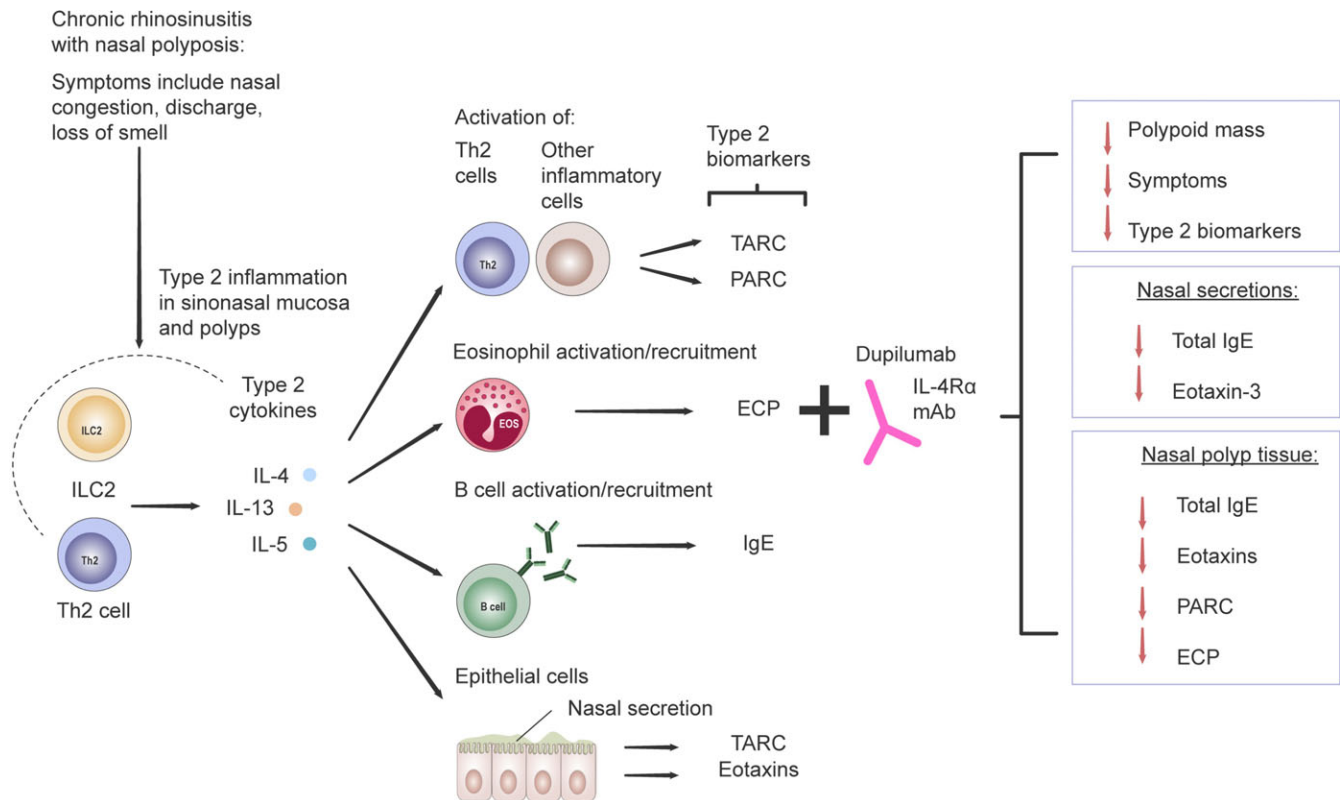 Chronic rhinosinusitis
with nasal polyposis:
Symptoms include nasal
congestion, discharge,
loss of smell
Type 2 inflammation
in sinonasal mucosa
and polyps
Type 2
cytokines
ILC2
ILC2
Th2
Th2 cell
IL-4
IL-13
IL-5
Activation of:
Th2
cells
Other
inflammatory
cells
Type 2
biomarkers
Th2
TARC
PARC
Eosinophil activation/recruitment
EOS
ECP
B cell activation/recruitment
B cell
IgE
Epithelial cells
Nasal secretion
TARC
Eotaxins
Dupilumab
IL-4Rα
mAb
Polypoid mass
Symptoms
Type 2 biomarkers
Nasal secretions:
Total IgE
Eotaxin-3
Nasal polyp tissue:
Total IgE
Eotaxins
PARC
ECP